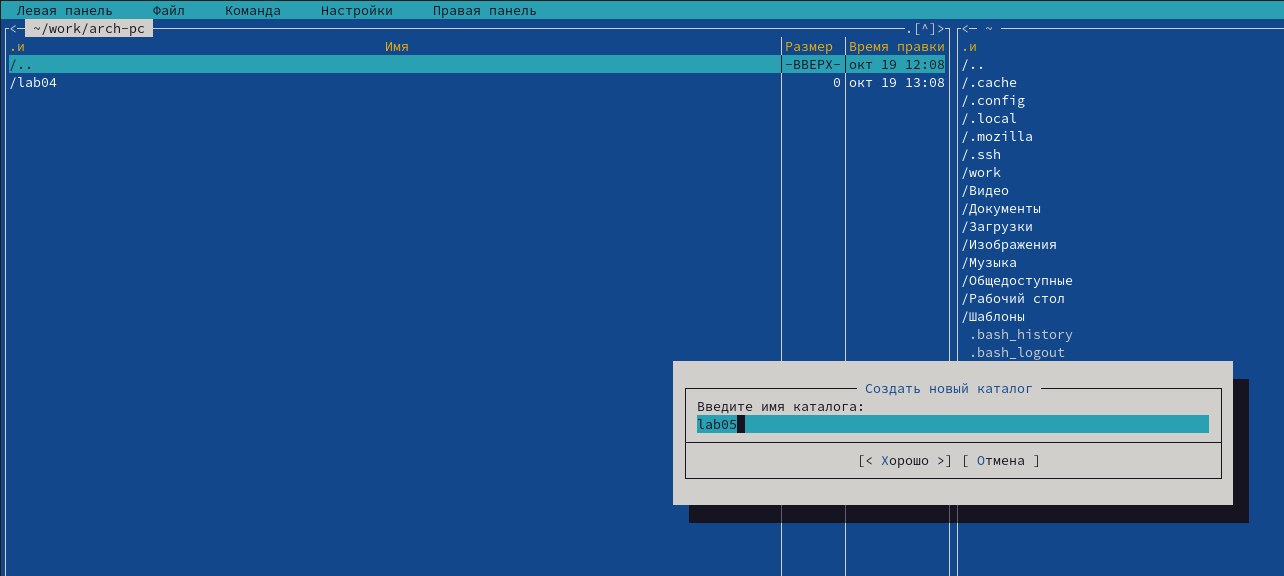 Левая панель Файл Команда Настройки Правая панель
<- ~/work/arch-pc .[^]> <- ~
.и Имя Размер Время правки .и
/.. -ВВЕРХ- окт 19 12:08 /..
/lab04 0 окт 19 13:08 /.cache
/.config
/.local
/.mozilla
/.ssh
/work
/Видео
/Документы
/Загрузки
/Изображения
/Музыка
/Общедоступные
/Рабочий стол
/Шаблоны
.bash_history
.bash_logout
Создать новый каталог
Введите имя каталога:
lab05
[< Хорошо >] [ Отмена ]